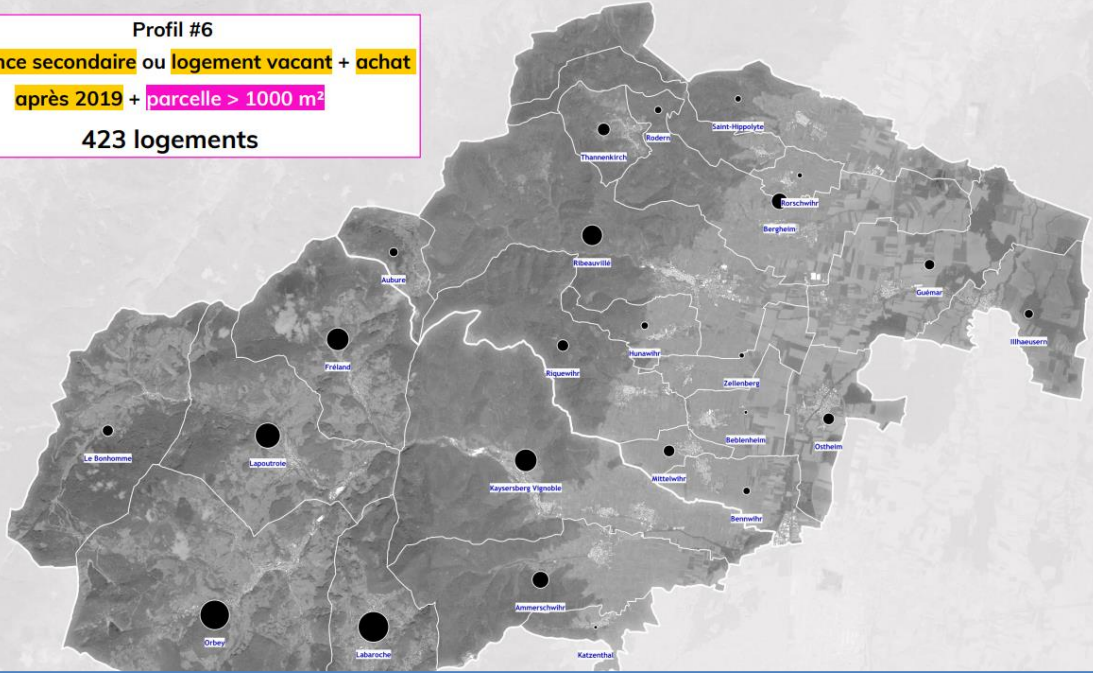 Profil #6
secondaire ou logement vacant + achat
après 2019 + parcelle > 1000 m²
423 logements
Saint-Hippolyte
Rodern
Thannenkirch
Rorschwihr
Bergheim
Ribeauvillé
Aubure
Guémar
Illhaeusern
Hunawihr
Fréland
Riquewihr
Zellenberg
Beblenheim
Ostheim
Le Bonhomme
Lapoutroie
Mittelwihr
Kaysersberg Vignoble
Bennwihr
Ammerschwihr
Orbey
Labaroche
Katzenthal